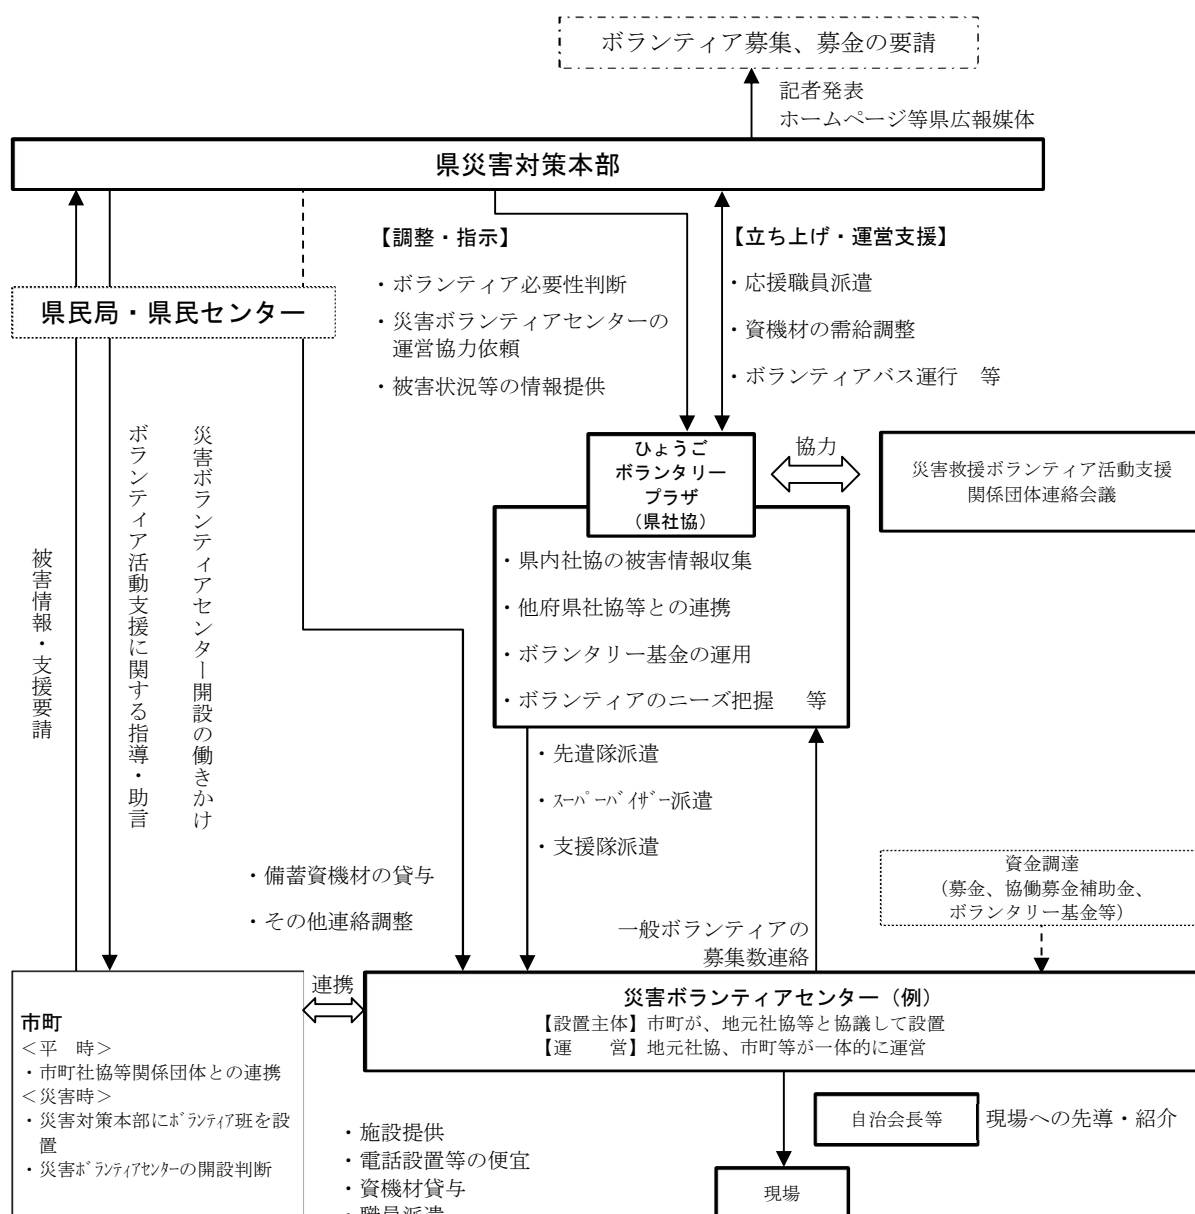 ボランティア募集、募金の要請
記者発表
ホームページ等県広報媒体
県災害対策本部
【調整・指示】
・ボランティア必要性判断
・災害ボランティアセンターの
運営協力依頼
・被害状況等の情報提供
【立ち上げ・運営支援】
・応援職員派遣
・資機材の需給調整
・ボランティアバス運行　等
県民局・県民センター
被害情報・支援要請
ボランティア活動支援に関する指導・助言
災害ボランティアセンター開設の働きかけ
ひょうご
ボランタリー
プラザ
（県社協）
協力
災害救援ボランティア活動支援
関係団体連絡会議
・県内社協の被害情報収集
・他府県社協等との連携
・ボランタリー基金の運用
・ボランティアのニーズ把握　等
・先遣隊派遣
・ｽｰﾊﾟｰﾊﾞｲｻﾞｰ派遣
・支援隊派遣
・備蓄資機材の貸与
・その他連絡調整
一般ボランティアの
募集数連絡
資金調達
（募金、協働募金補助金、
ボランタリー基金等）
連携
災害ボランティアセンター（例）
【設置主体】市町が、地元社協等と協議して設置
【運　　営】地元社協、市町等が一体的に運営
市町
＜平　時＞
・市町社協等関係団体との連携
＜災害時＞
・災害対策本部にﾎﾞﾗﾝﾃｨｱ班を設
置
・災害ﾎﾞﾗﾝﾃｨｱｾﾝﾀｰの開設判断
・施設提供
・電話設置等の便宜
・資機材貸与
・職員派遣
自治会長等
現場への先導・紹介
現場